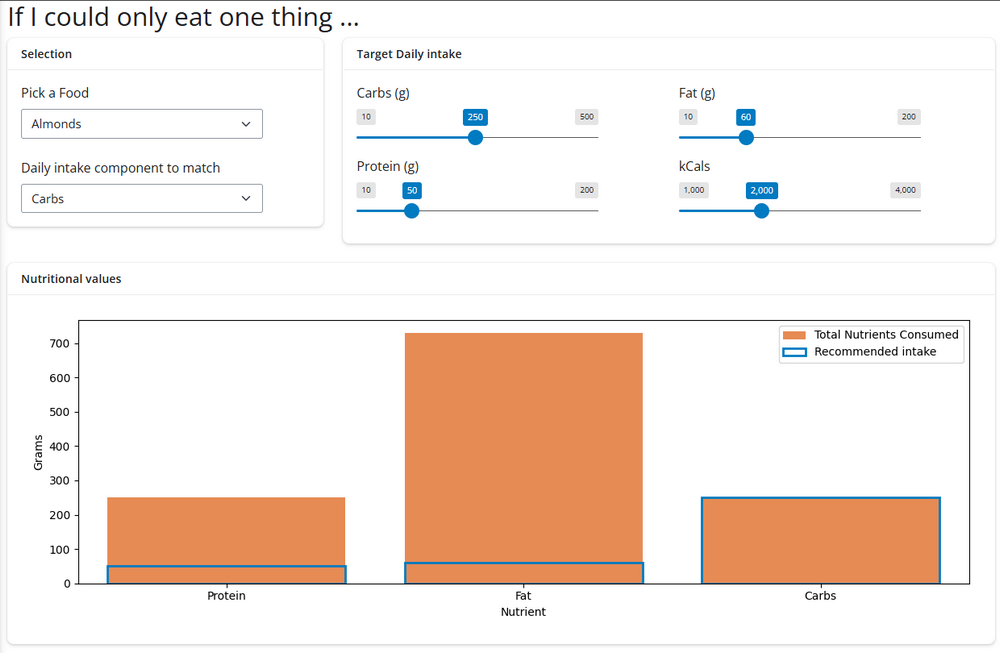 If I could only eat one thing ...
Selection
Pick a Food
Almonds
Daily intake component to match
Carbs
Target Daily intake
Carbs (g)
10 250 500
Fat (g)
10 60 200
Protein (g)
10 50 200
kCals
1,000 2,000 4,000
Nutritional values
Total Nutrients Consumed
Recommended intake
700
600
500
400
300
200
100
0
Grams
Protein Fat Carbs
Nutrient